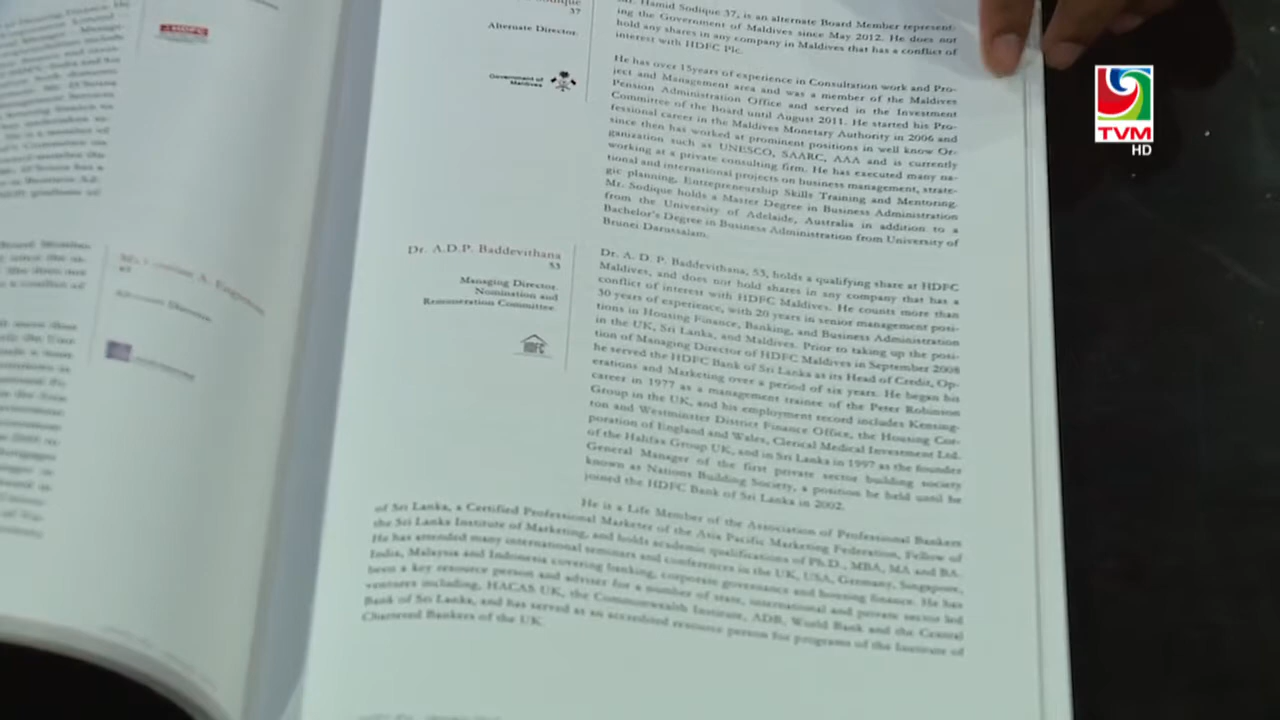 TVM
HD
HDFC
37
Alternate Director.
Government of
Maldives
Mr. Hamid Sodique 37, is an alternate Board Member represent-
ing the Government of Maldives since May 2012. He does not
hold any shares in any company in Maldives that has a conflict of
interest with HDFC Plc.
He has over 15years of experience in Consultation work and Pro-
ject and Management area and was a member of the Maldives
Pension Administration Office and served in the Investment
Committee of the Board until August 2011. He started his Pro-
fessional career in the Maldives Monetary Authority in 2006 and
since then has worked at prominent positions in well know Or-
ganization such as UNESCO, SAARC, AAA and is currently
working at a private consulting firm. He has executed many na-
tional and international projects on business management, strate-
gic planning, Entrepreneurship Skills Training and Mentoring.
Mr. Sodique holds a Master Degree in Business Administration
from the University of Adelaide, Australia in addition to a
Bachelor's Degree in Business Administration from University of
Brunei Darussalam.
Dr. A.D.P. Baddevithana
53
Managing Director.
Nomination and
Remuneration Committee.
Dr. A. D. P. Baddevithana, 53, holds a qualifying share at HDFC
Maldives, and does not hold shares in any company that has a
conflict of interest with HDFC Maldives. He counts more than
30 years of experience, with 20 years in senior management posi-
tions in Housing Finance, Banking, and Business Administration
in the UK, Sri Lanka, and Maldives. Prior to taking up the posi-
tion of Managing Director of HDFC Maldives in September 2008
he served the HDFC Bank of Sri Lanka as its Head of Credit, Op-
erations and Marketing over a period of six years. He began his
career in 1977 as a management trainee of the Peter Robinson
Group in the UK, and his employment record includes Kensing-
ton and Westminster District Finance Office, the Housing Cor-
poration of England and Wales, Clerical Medical Investment Ltd.
of the Halifax Group UK, and in Sri Lanka in 1997 as the founder
General Manager of the first private sector building society
known as Nations Building Society, a position he held until he
joined the HDFC Bank of Sri Lanka in 2002.
He is a Life Member of the Association of Professional Bankers
of Sri Lanka, a Certified Professional Marketer of the Asia Pacific Marketing Federation, Fellow of
the Sri Lanka Institute of Marketing, and holds academic qualifications of Ph.D., MBA, MA and BA.
He has attended many international seminars and conferences in the UK, USA, Germany, Singapore,
India, Malaysia and Indonesia covering banking, corporate governance and housing finance. He has
been a key resource person and adviser for a number of state, international and private sector led
ventures including, HACAS UK, the Commonwealth Institute, ADB, World Bank and the Central
Bank of Sri Lanka, and has served as an accredited resource person for programs of the Institute of
Chartered Bankers of the UK